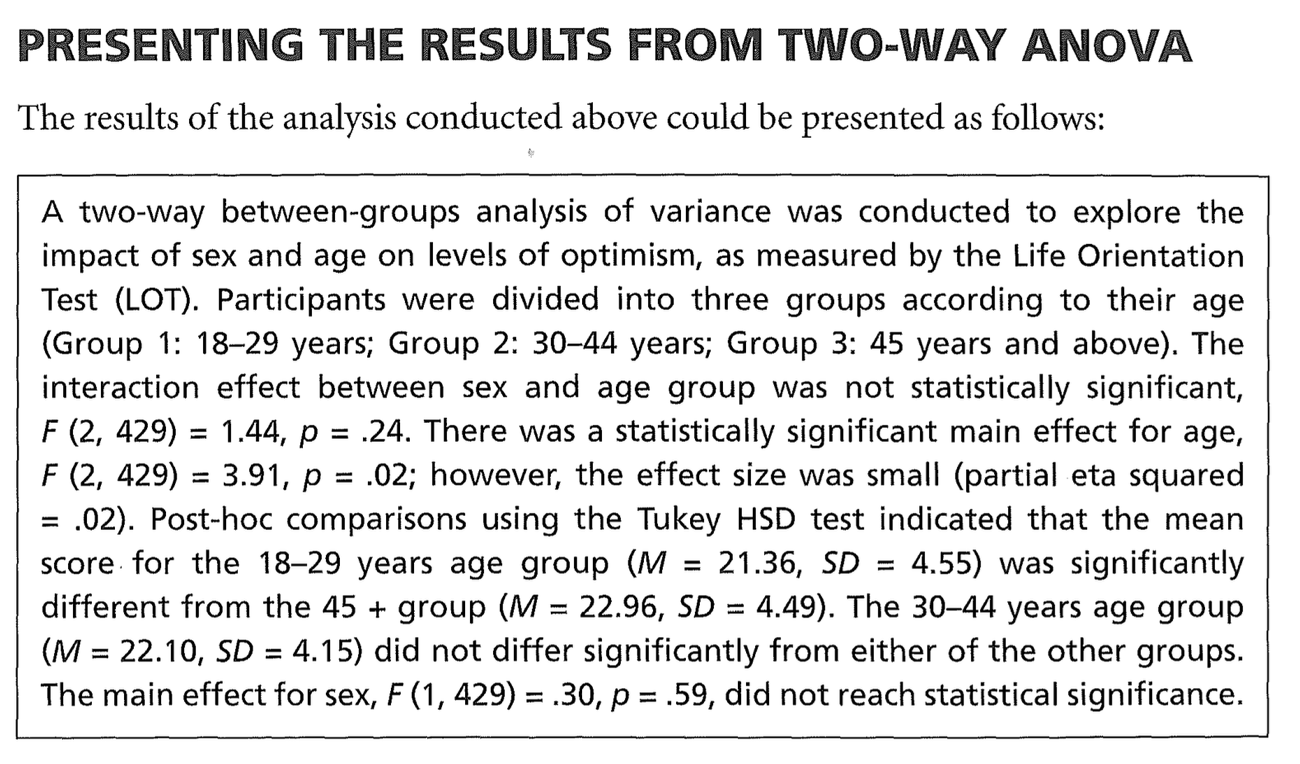 PRESENTING THE RESULTS FROM TWO-WAY ANOVA
The results of the analysis conducted above could be presented as follows:
A two-way between-groups analysis of variance was conducted to explore the
impact of sex and age on levels of optimism, as measured by the Life Orientation
Test (LOT). Participants were divided into three groups according to their age
(Group 1: 18–29 years; Group 2: 30–44 years; Group 3: 45 years and above). The
interaction effect between sex and age group was not statistically significant,
F (2, 429) = 1.44, p = .24. There was a statistically significant main effect for age,
F (2, 429) = 3.91, p = .02; however, the effect size was small (partial eta squared
= .02). Post-hoc comparisons using the Tukey HSD test indicated that the mean
score for the 18–29 years age group (M = 21.36, SD = 4.55) was significantly
different from the 45 + group (M = 22.96, SD = 4.49). The 30–44 years age group
(M = 22.10, SD = 4.15) did not differ significantly from either of the other groups.
The main effect for sex, F (1, 429) = .30, p = .59, did not reach statistical significance.